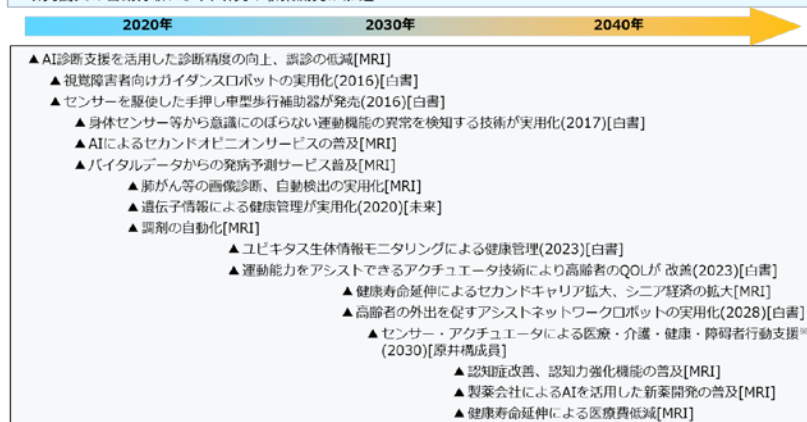 2020年 2030年 2040年
▲AI診断支援を活用した診断精度の向上、誤診の低減[MRI]
▲視覚障害者向けガイダンスロボットの実用化(2016)[白書]
▲センサーを駆使した手押し車型歩行補助器が発売(2016)[白書]
▲身体センサー等から意識にのぼらない運動機能の異常を検知する技術が実用化(2017)[白書]
▲AIによるセカンドオピニオンサービスの普及[MRI]
▲バイタルデータからの発病予測サービス普及[MRI]
▲肺がん等の画像診断、自動検出の実用化[MRI]
▲遺伝子情報による健康管理が実用化(2020)[未来]
▲調剤の自動化[MRI]
▲ユビキタス生体情報モニタリングによる健康管理(2023)[白書]
▲運動能力をアシストできるアクチュエータ技術により高齢者のQOLが 改善(2023)[白書]
▲健康寿命延伸によるセカンドキャリア拡大、シニア経済の拡大[MRI]
▲高齢者の外出を促すアシストネットワークロボットの実用化(2028)[白書]
▲センサー・アクチュエータによる医療・介護・健康・障碍者行動支援※
(2030)[原井構成員]
▲認知症改善、認知力強化機能の普及[MRI]
▲製薬会社によるAIを活用した新薬開発の普及[MRI]
▲健康寿命延伸による医療費低減[MRI]